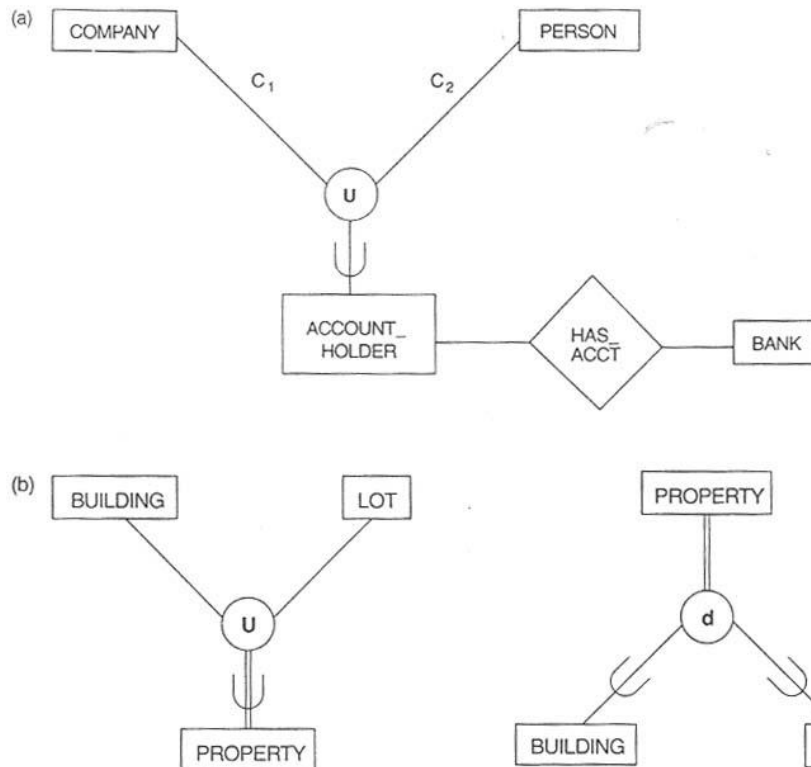 (a)
COMPANY
PERSON
C1
C2
U
ACCOUNT_
HOLDER
HAS_
ACCT
BANK
(b)
BUILDING
LOT
PROPERTY
U
d
PROPERTY
BUILDING